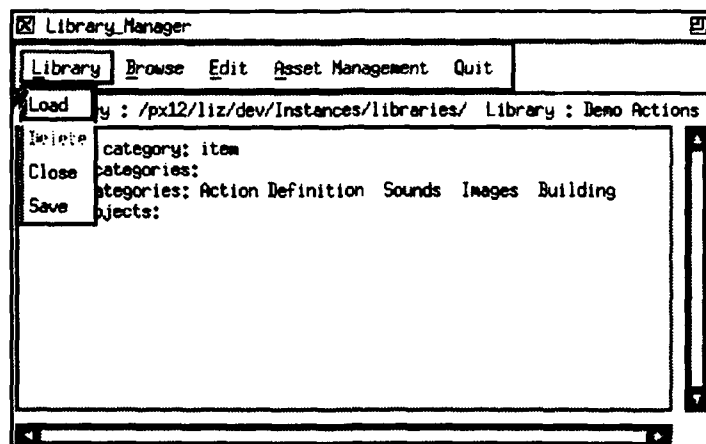 Library_Manager
Library Browse Edit Asset Management Quit
Load
y : /px12/liz/dev/Instances/libraries/ Library : Demo Actions
Delete
category: item
Close
categories:
ategories: Action Definition Sounds Images Building
Save
bjects: